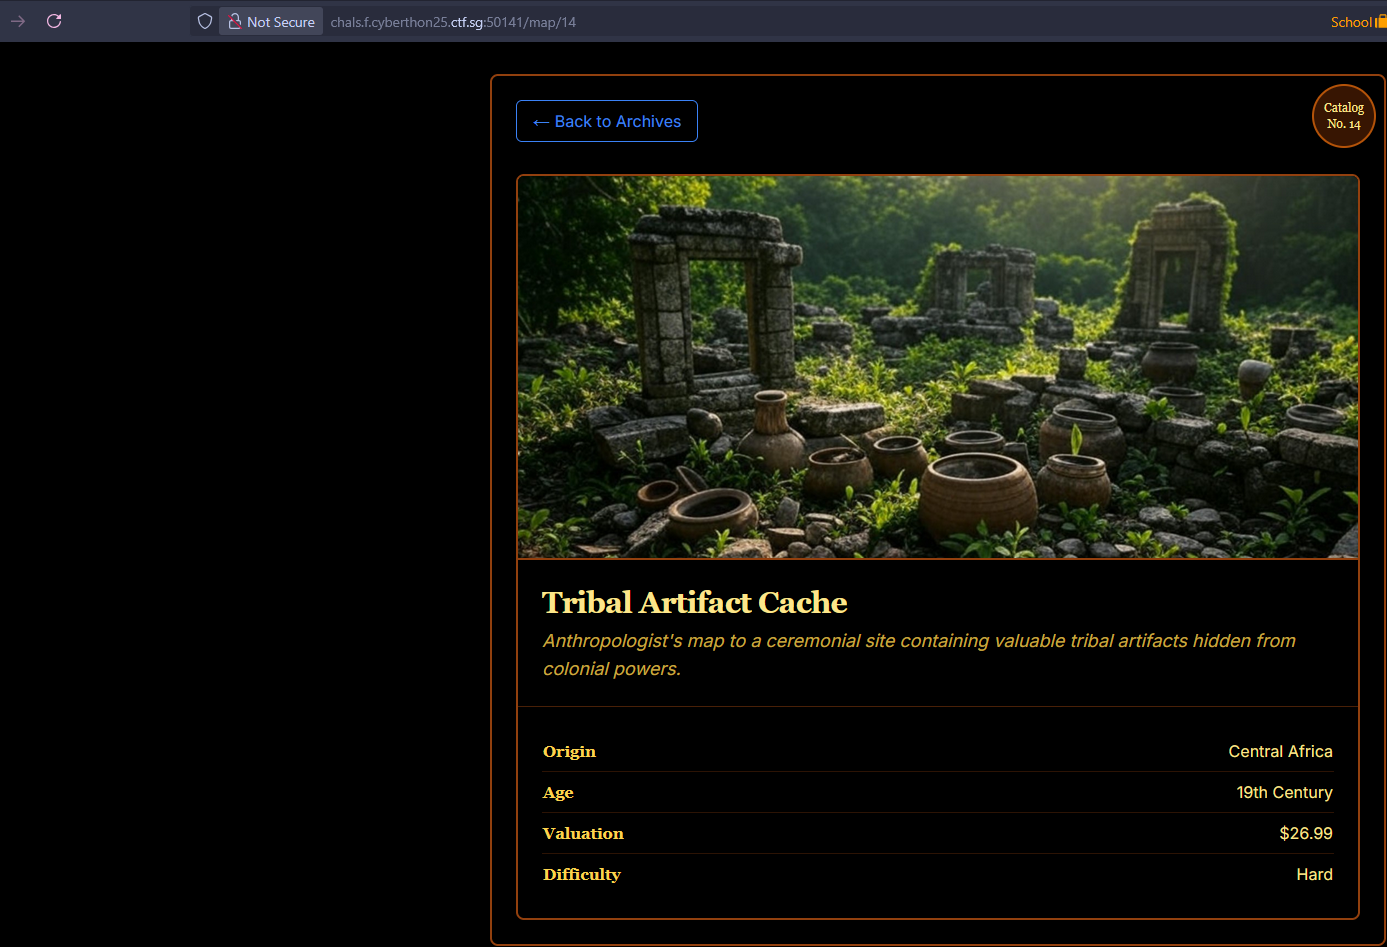 Not Secure chals.f.cyberthon25.ctf.sg:50141/map/14 School
← Back to Archives
Catalog
No. 14
Tribal Artifact Cache
Anthropologist's map to a ceremonial site containing valuable tribal artifacts hidden from
colonial powers.
Origin Central Africa
Age 19th Century
Valuation $26.99
Difficulty Hard